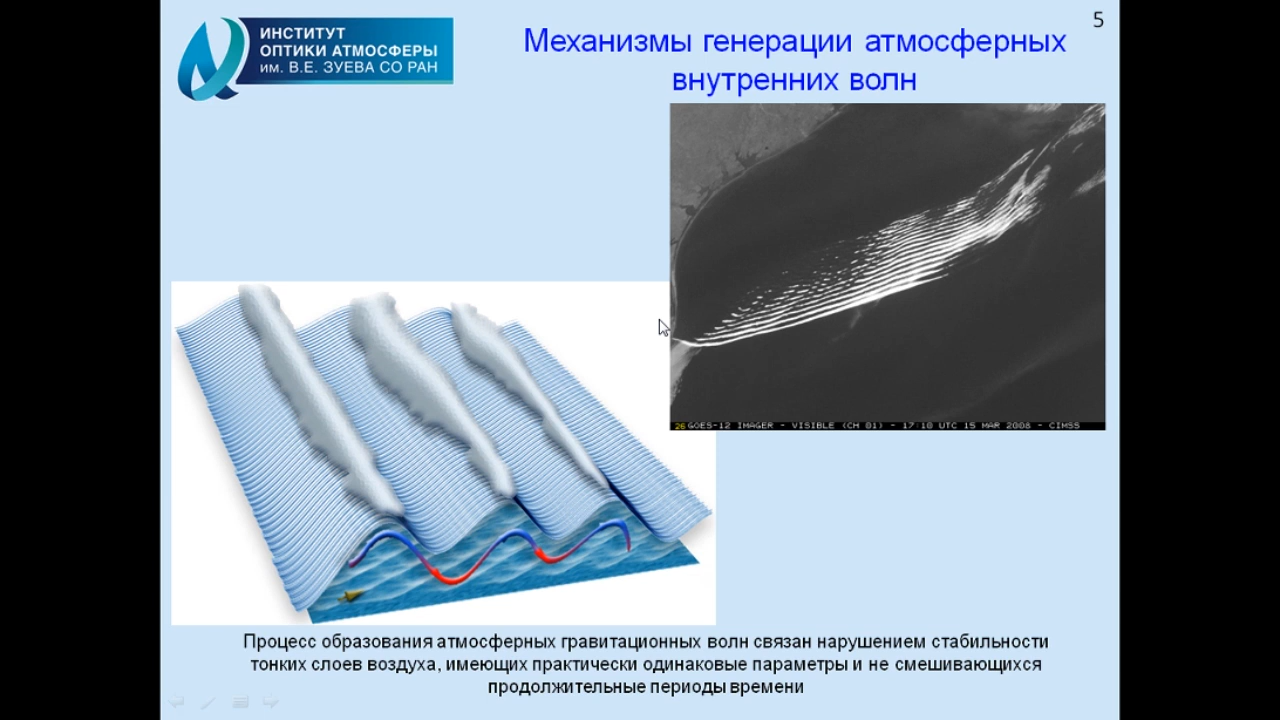 5
ИНСТИТУТ
ОПТИКИ АТМОСФЕРЫ
им. В.Е. ЗУЕВА СО РАН
Механизмы генерации атмосферных
внутренних волн
26 GOES-12 IMAGER - VISIBLE (CH 01) - 17:10 UTC 15 MAR 2008 - CIMSS
Процесс образования атмосферных гравитационных волн связан нарушением стабильности
тонких слоев воздуха, имеющих практически одинаковые параметры и не смешивающихся
продолжительные периоды времени